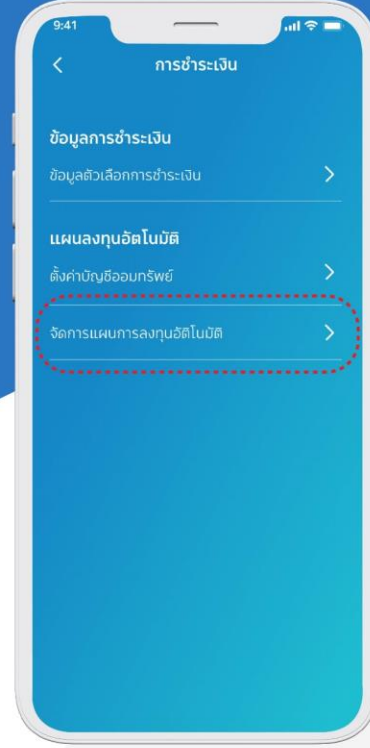 9:41
การชำระเงิน
ข้อมูลการชำระเงิน
ข้อมูลตัวเลือกการชำระเงิน
แผนลงทุนอัตโนมัติ
ตั้งค่าบัญชีออมทรัพย์
จัดการแผนการลงทุนอัติโนมัติ